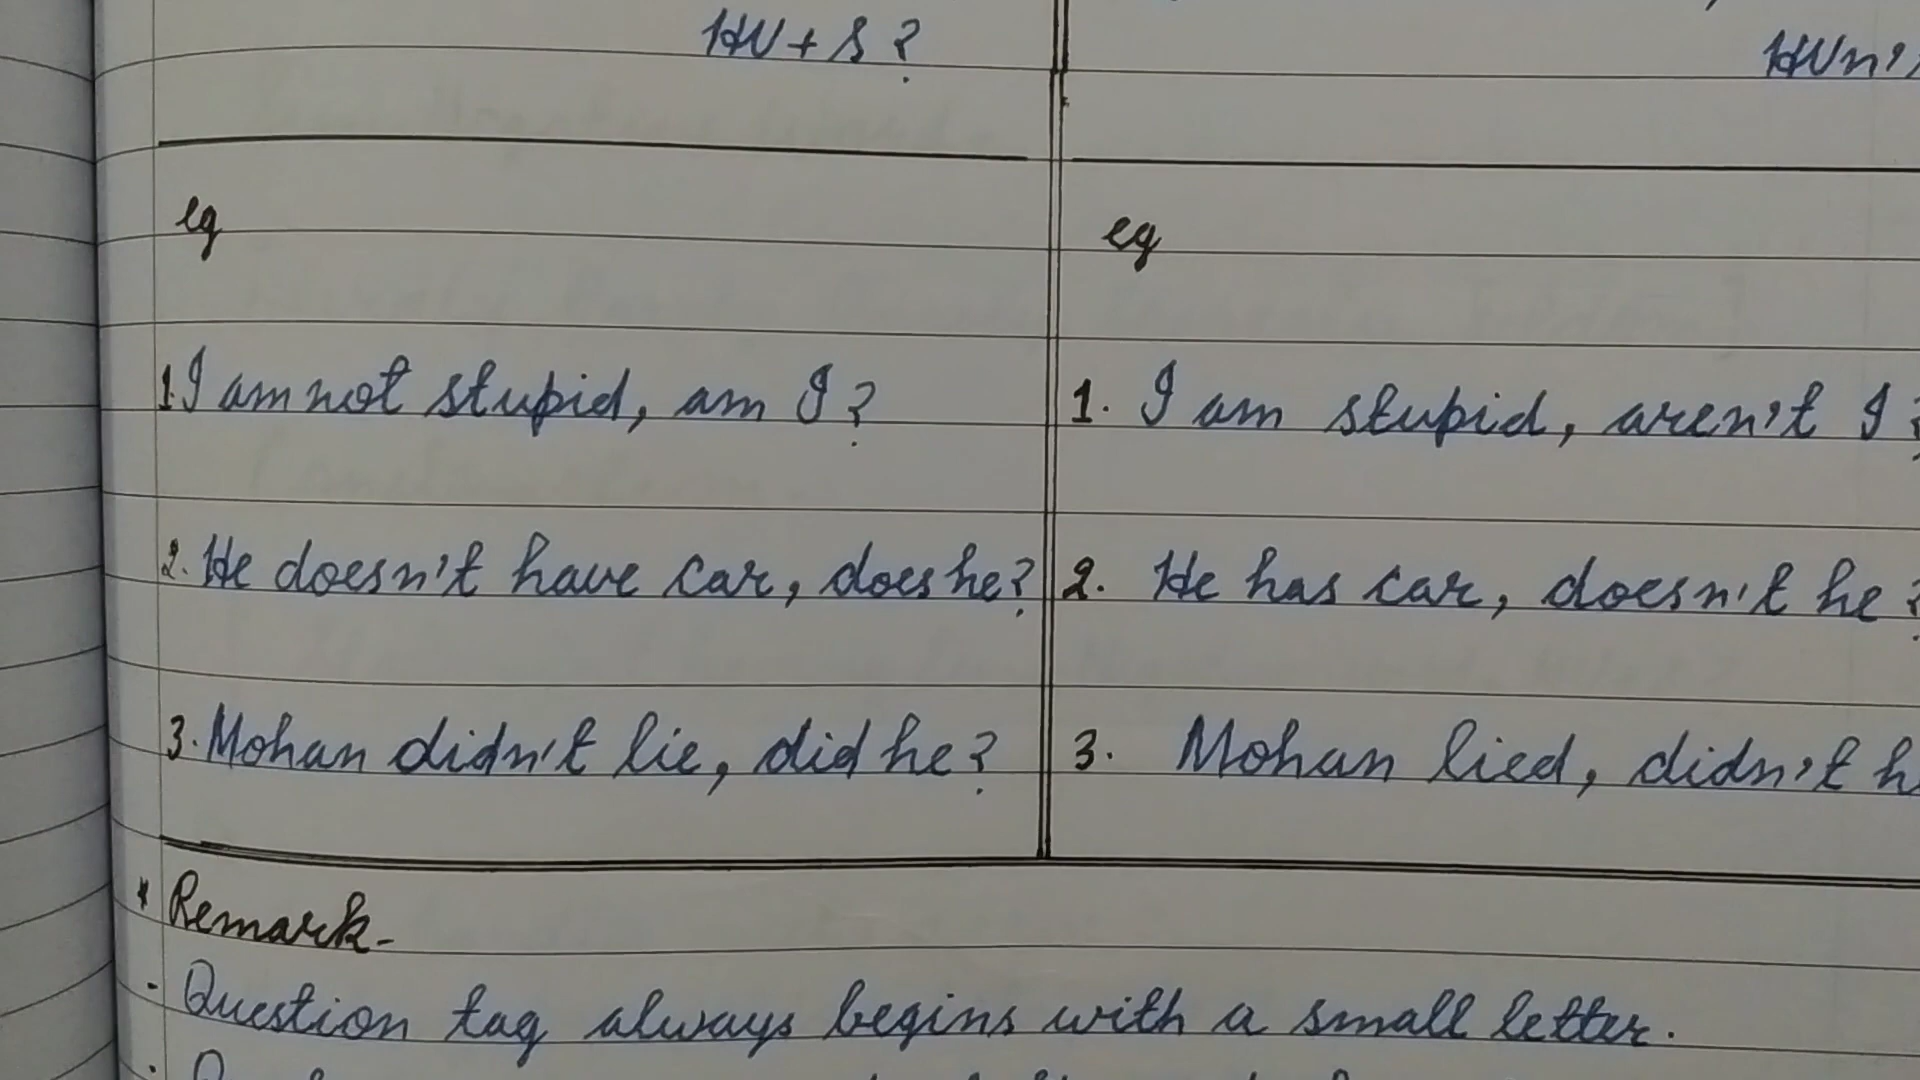 HV + S ?
HVn't
eg
eg
1. I am not stupid, am I ?
1. I am stupid, aren't I ?
2. He doesn't have car, does he?
2. He has car, doesn't he ?
3. Mohan didn't lie, did he?
3. Mohan lied, didn't
* Remark-
- Question tag always begins with a small letter.